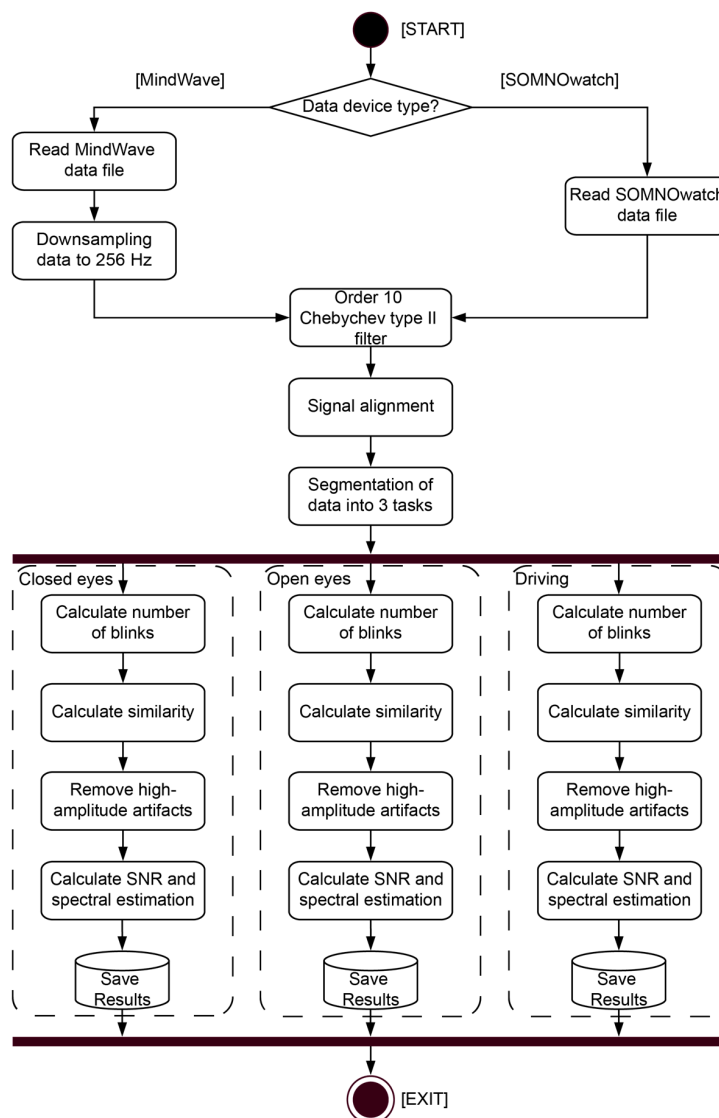 [START]
[MindWave]
[SOMNOwatch]
Data device type?
Read MindWave
data file
Read SOMNOwatch
data file
Downsampling
data to 256 Hz
Order 10
Chebychev type II
filter
Signal alignment
Segmentation of
data into 3 tasks
Closed eyes
Calculate number
of blinks
Calculate similarity
Remove high-
amplitude artifacts
Calculate SNR and
spectral estimation
Save
Results
Open eyes
Calculate number
of blinks
Calculate similarity
Remove high-
amplitude artifacts
Calculate SNR and
spectral estimation
Save
Results
Driving
Calculate number
of blinks
Calculate similarity
Remove high-
amplitude artifacts
Calculate SNR and
spectral estimation
Save
Results
[EXIT]